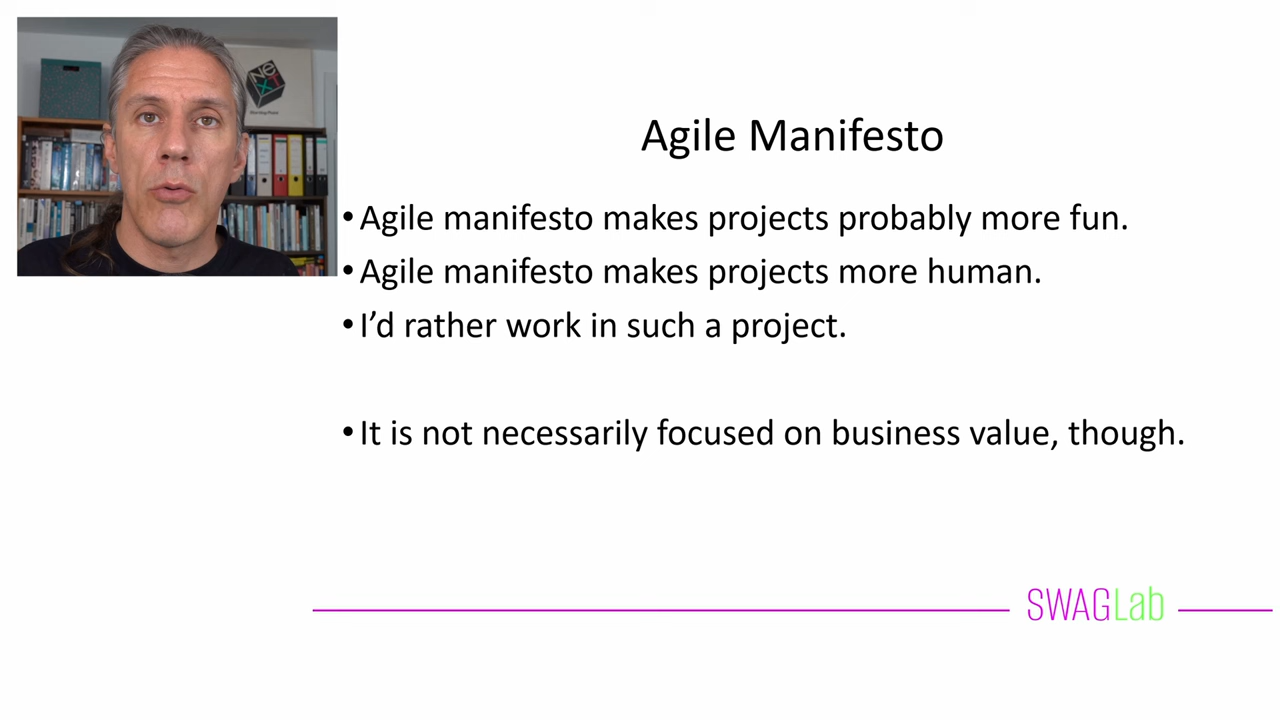 NeXT
Agile Manifesto
• Agile manifesto makes projects probably more fun.
• Agile manifesto makes projects more human.
• I’d rather work in such a project.
• It is not necessarily focused on business value, though.
SWAGLab